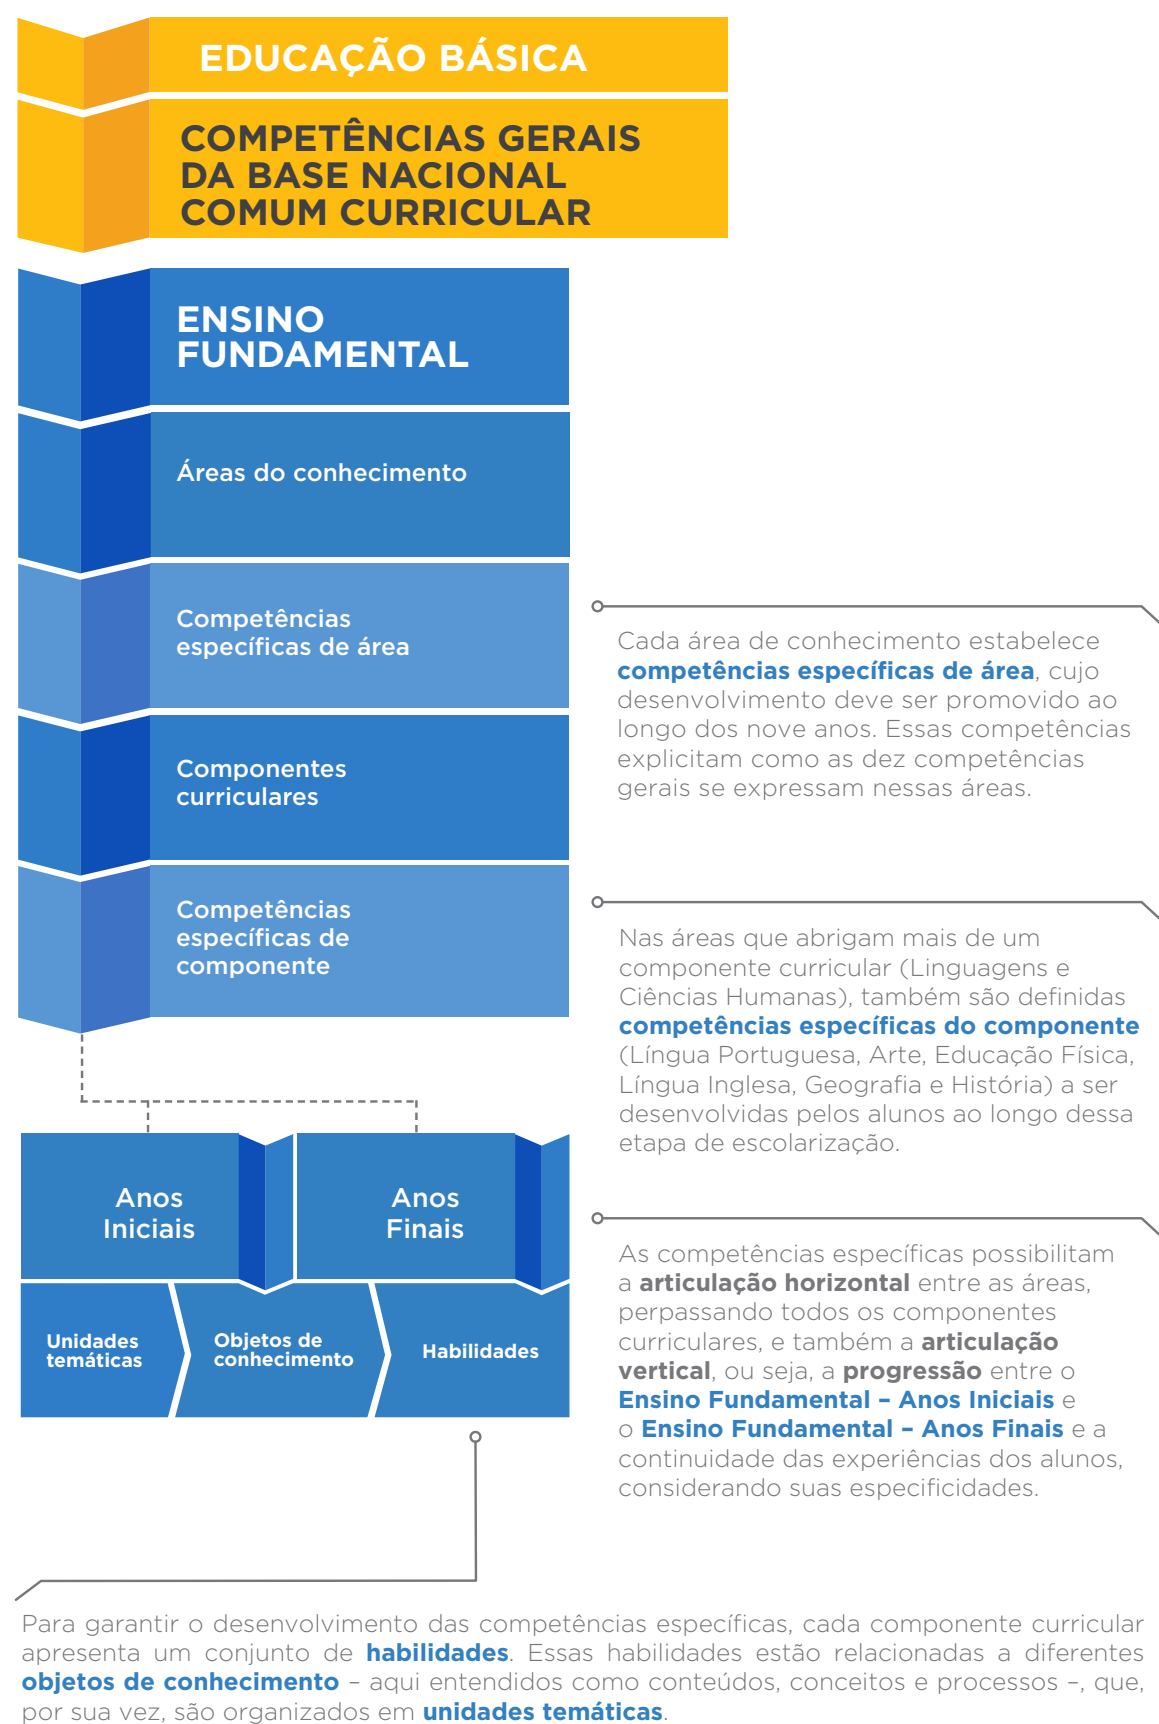 EDUCAÇÃO BÁSICA
COMPETÊNCIAS GERAIS
DA BASE NACIONAL
COMUM CURRICULAR
ENSINO
FUNDAMENTAL
Áreas do conhecimento
Competências
específicas de área
Cada área de conhecimento estabelece
competências específicas de área, cujo
desenvolvimento deve ser promovido ao
longo dos nove anos. Essas competências
explicitam como as dez competências
gerais se expressam nessas áreas.
Componentes
curriculares
Competências
específicas de
componente
Nas áreas que abrigam mais de um
componente curricular (Linguagens e
Ciências Humanas), também são definidas
competências específicas do componente
(Língua Portuguesa, Arte, Educação Física,
Língua Inglesa, Geografia e História) a ser
desenvolvidas pelos alunos ao longo dessa
etapa de escolarização.
Anos
Iniciais
Anos
Finais
Unidades
temáticas
Objetos de
conhecimento
Habilidades
As competências específicas possibilitam
a articulação horizontal entre as áreas,
perpassando todos os componentes
curriculares, e também a articulação
vertical, ou seja, a progressão entre o
Ensino Fundamental – Anos Iniciais e
o Ensino Fundamental – Anos Finais e a
continuidade das experiências dos alunos,
considerando suas especificidades.
Para garantir o desenvolvimento das competências específicas, cada componente curricular
apresenta um conjunto de habilidades. Essas habilidades estão relacionadas a diferentes
objetos de conhecimento – aqui entendidos como conteúdos, conceitos e processos –, que,
por sua vez, são organizados em unidades temáticas.